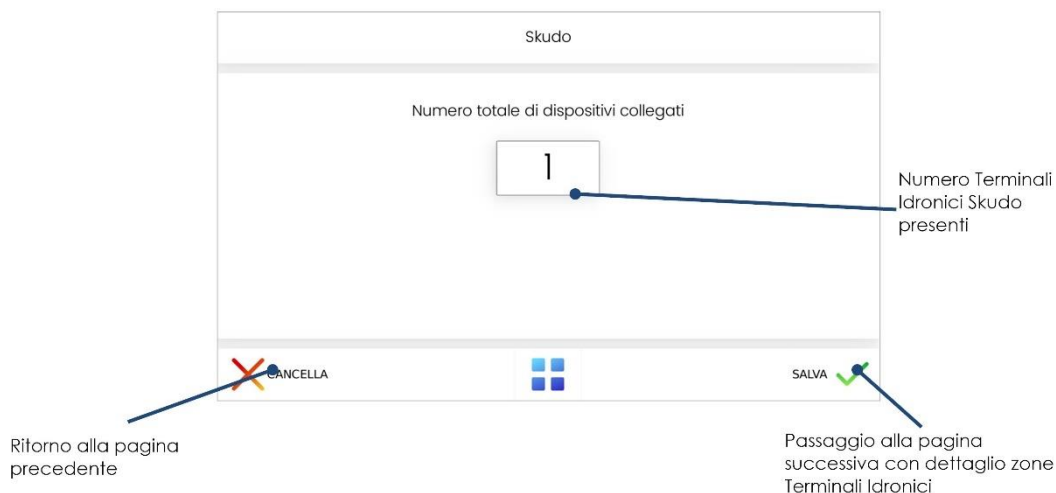 Skudo
Numero totale di dispositivi collegati
1
Numero Terminali
Idronici Skudo
presenti
CANCELLA
SALVA
Ritorno alla pagina
precedente
Passaggio alla pagina
successiva con dettaglio zone
Terminali Idronici